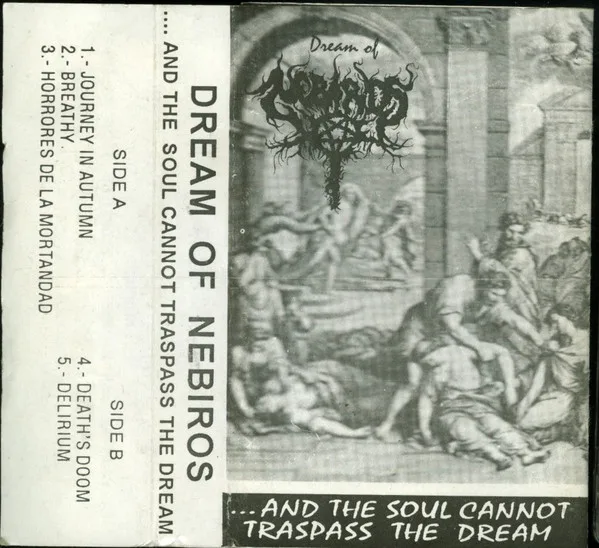 Dream of
NEBIROS
...AND THE SOUL CANNOT
TRASPASS THE DREAM
DREAM OF NEBIROS
.... AND THE SOUL CANNOT TRASPASS THE DREAM
SIDE A
1.- JOURNEY IN AUTUMN
2.- BREATHY.
3.- HORRORES DE LA MORTANDAD
SIDE B
4.- DEATH'S DOOM
5.- DELIRIUM